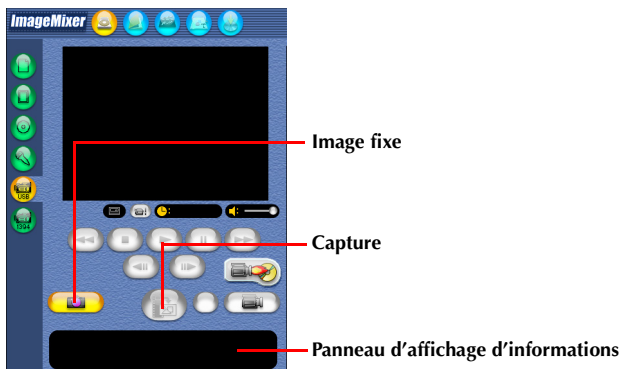 ImageMixer
Image fixe
USB
1394
Capture
Panneau d’affichage d’informations